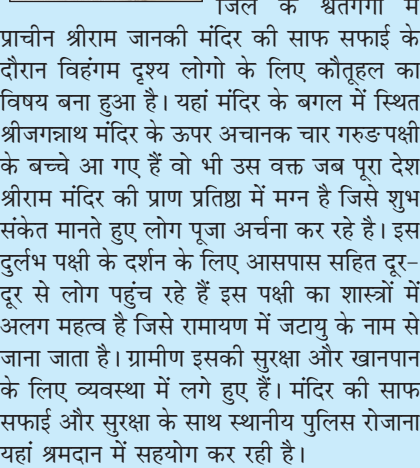 जिले के श्वेतगंगा में
प्राचीन श्रीराम जानकी मंदिर की साफ सफाई के
दौरान विहंगम दृश्य लोगो के लिए कौतूहल का
विषय बना हुआ है। यहां मंदिर के बगल में स्थित
श्रीजगन्नाथ मंदिर के ऊपर अचानक चार गरुङपक्षी
के बच्चे आ गए हैं वो भी उस वक्त जब पूरा देश
श्रीराम मंदिर की प्राण प्रतिष्ठा में मग्न है जिसे शुभ
संकेत मानते हुए लोग पूजा अर्चना कर रहे है। इस
दुर्लभ पक्षी के दर्शन के लिए आसपास सहित दूर-
दूर से लोग पहुंच रहे हैं इस पक्षी का शास्त्रों में
अलग महत्व है जिसे रामायण में जटायु के नाम से
जाना जाता है। ग्रामीण इसकी सुरक्षा और खानपान
के लिए व्यवस्था में लगे हुए हैं। मंदिर की साफ
सफाई और सुरक्षा के साथ स्थानीय पुलिस रोजाना
यहां श्रमदान में सहयोग कर रही है।